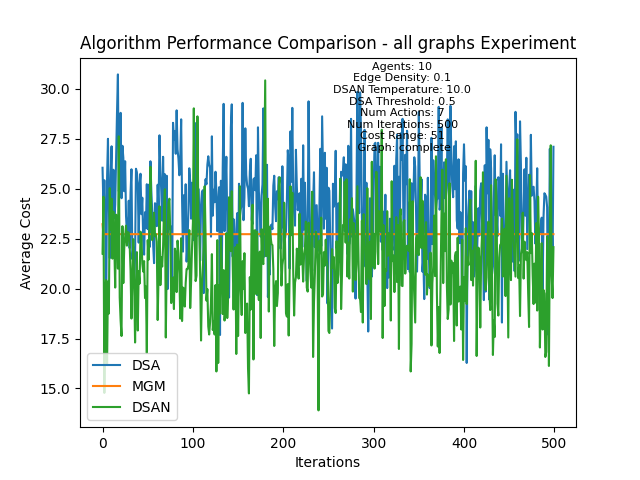 Algorithm Performance Comparison - all graphs Experiment
Agents: 10
Edge Density: 0.1
DSAN Temperature: 10.0
DSA Threshold: 0.5
Num Actions: 7
Num Iterations: 500
Cost Range: 51
Graph: complete
30.0
27.5
25.0
22.5
20.0
17.5
15.0
Average Cost
DSA
MGM
DSAN
0
100
200
300
400
500
Iterations